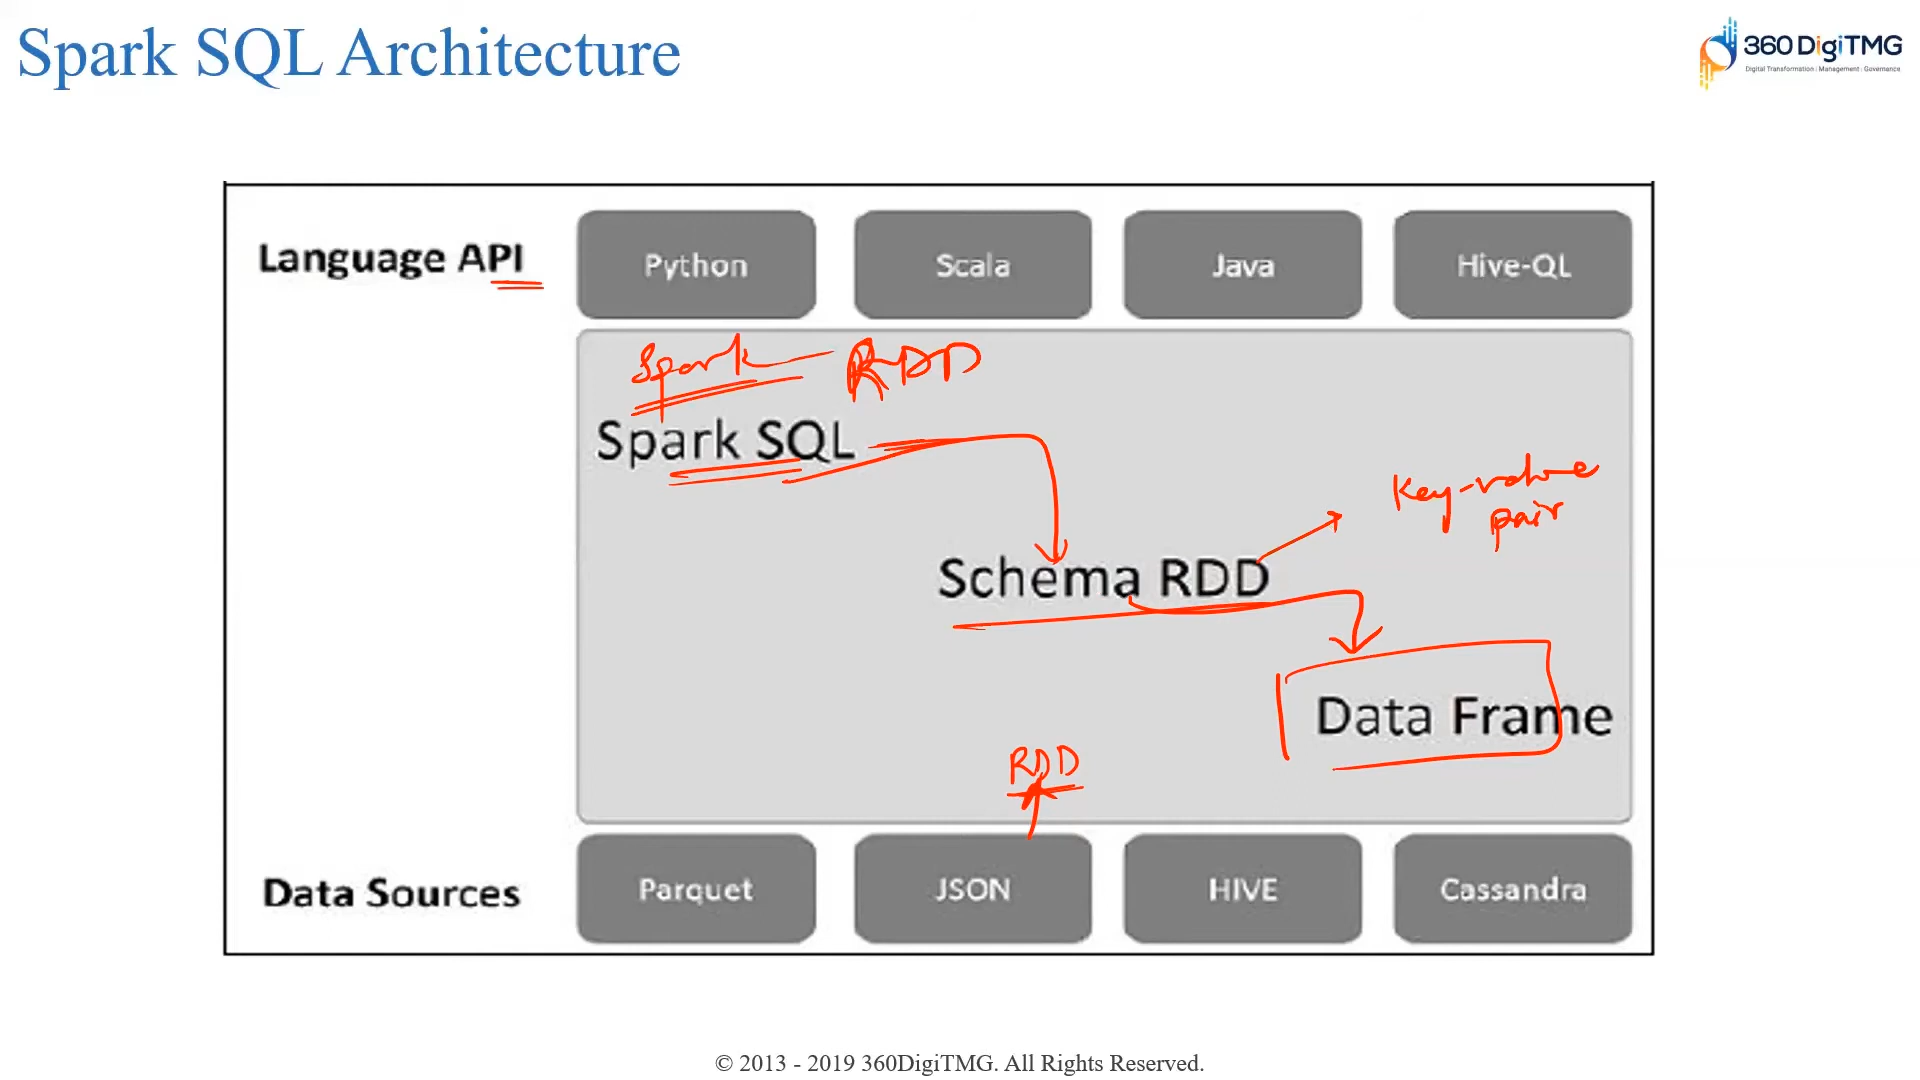 Spark SQL Architecture
360 DigiTMG
Digital Transformation | Management | Governance
Language API
Python
Scala
Java
Hive-QL
Spark RDD
Spark SQL
Key-value
pair
Schema RDD
Data Frame
RDD
Data Sources
Parquet
JSON
HIVE
Cassandra
© 2013 - 2019 360DigiTMG. All Rights Reserved.